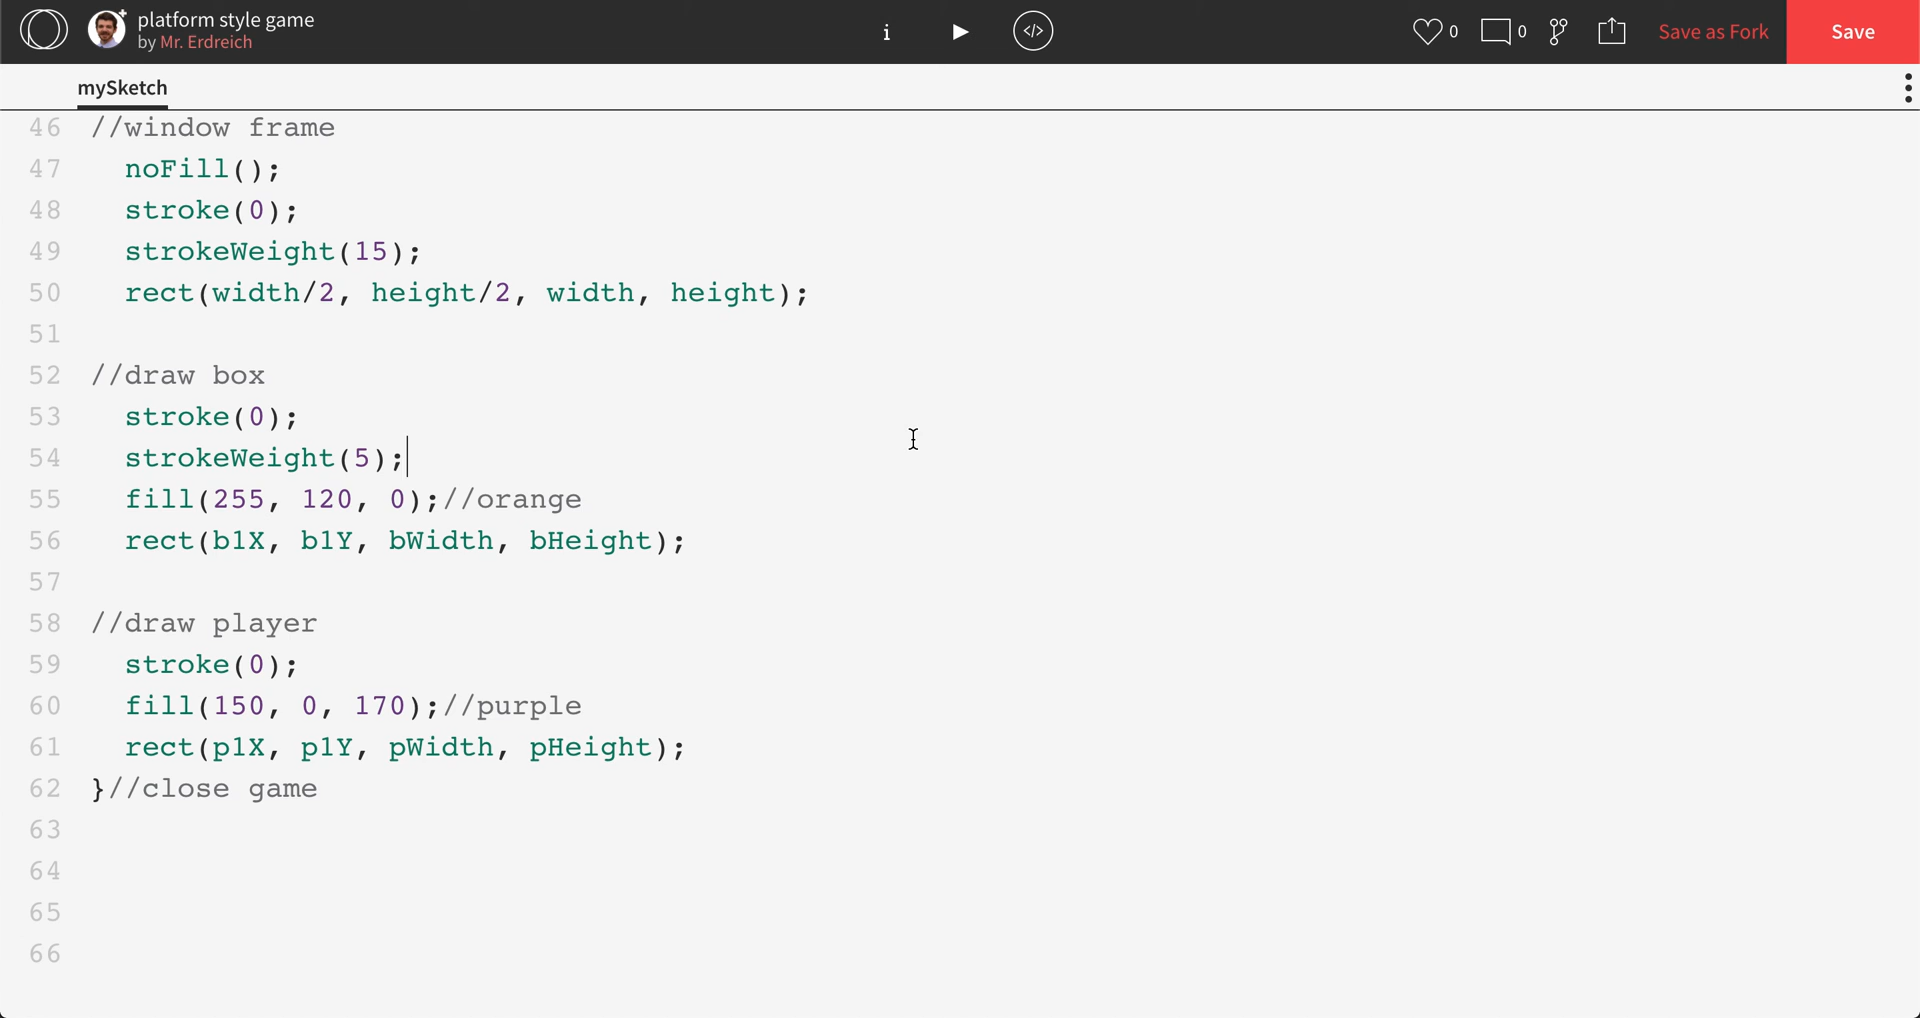 platform style game
by Mr. Erdreich
i
</>
0
0
Save as Fork
Save
mySketch
46 //window frame
47 noFill();
48 stroke(0);
49 strokeWeight(15);
50 rect(width/2, height/2, width, height);
51
52 //draw box
53 stroke(0);
54 strokeWeight(5);
55 fill(255, 120, 0);//orange
56 rect(b1X, b1Y, bWidth, bHeight);
57
58 //draw player
59 stroke(0);
60 fill(150, 0, 170);//purple
61 rect(p1X, p1Y, pWidth, pHeight);
62 }//close game
63
64
65
66